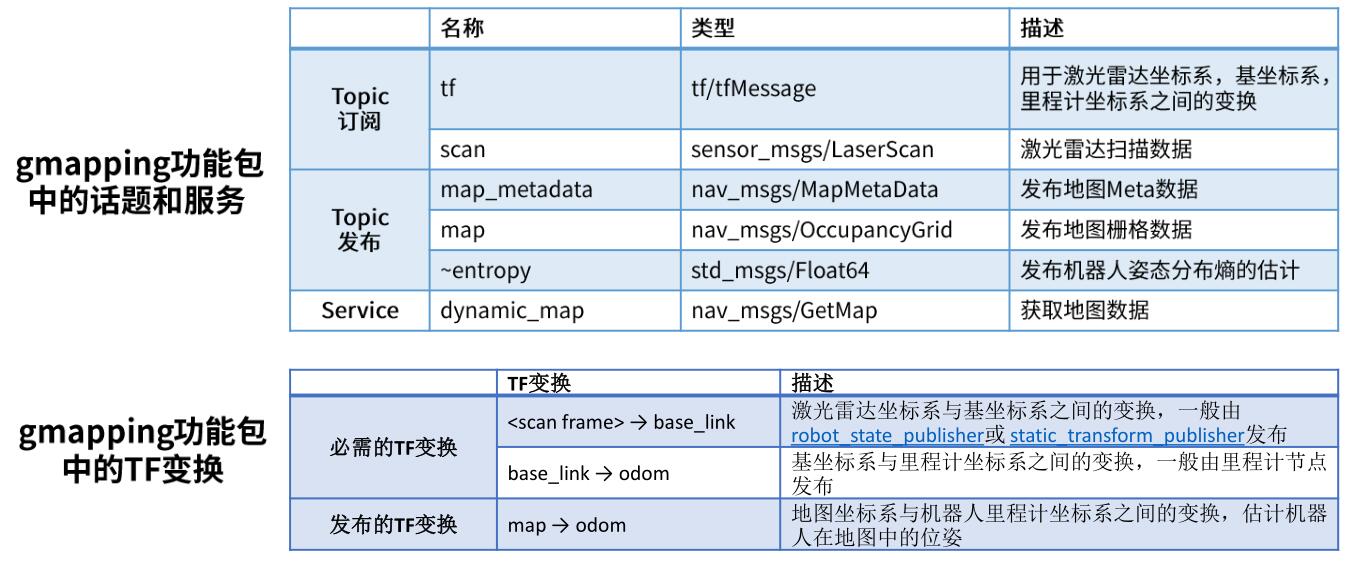 gmapping功能包
中的话题和服务
名称 类型 描述
Topic
订阅
tf tf/tfMessage 用于激光雷达坐标系，基坐标系，
里程计坐标系之间的变换
scan sensor_msgs/LaserScan 激光雷达扫描数据
Topic
发布
map_metadata nav_msgs/MapMetaData 发布地图Meta数据
map nav_msgs/OccupancyGrid 发布地图栅格数据
~entropy std_msgs/Float64 发布机器人姿态分布熵的估计
Service dynamic_map nav_msgs/GetMap 获取地图数据
gmapping功能包
中的TF变换
TF变换 描述
必需的TF变换
<scan frame> → base_link 激光雷达坐标系与基坐标系之间的变换，一般由
robot_state_publisher或 static_transform_publisher发布
base_link → odom 基坐标系与里程计坐标系之间的变换，一般由里程计节点
发布
发布的TF变换 map → odom 地图坐标系与机器人里程计坐标系之间的变换，估计机器
人在地图中的位姿